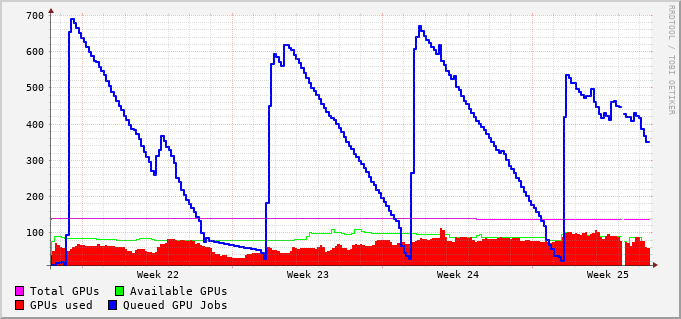 700
600
500
400
300
200
100
Week 22 Week 23 Week 24 Week 25
Total GPUs Available GPUs
GPUs used Queued GPU Jobs
RRDTOOL / TOBI OETIKER